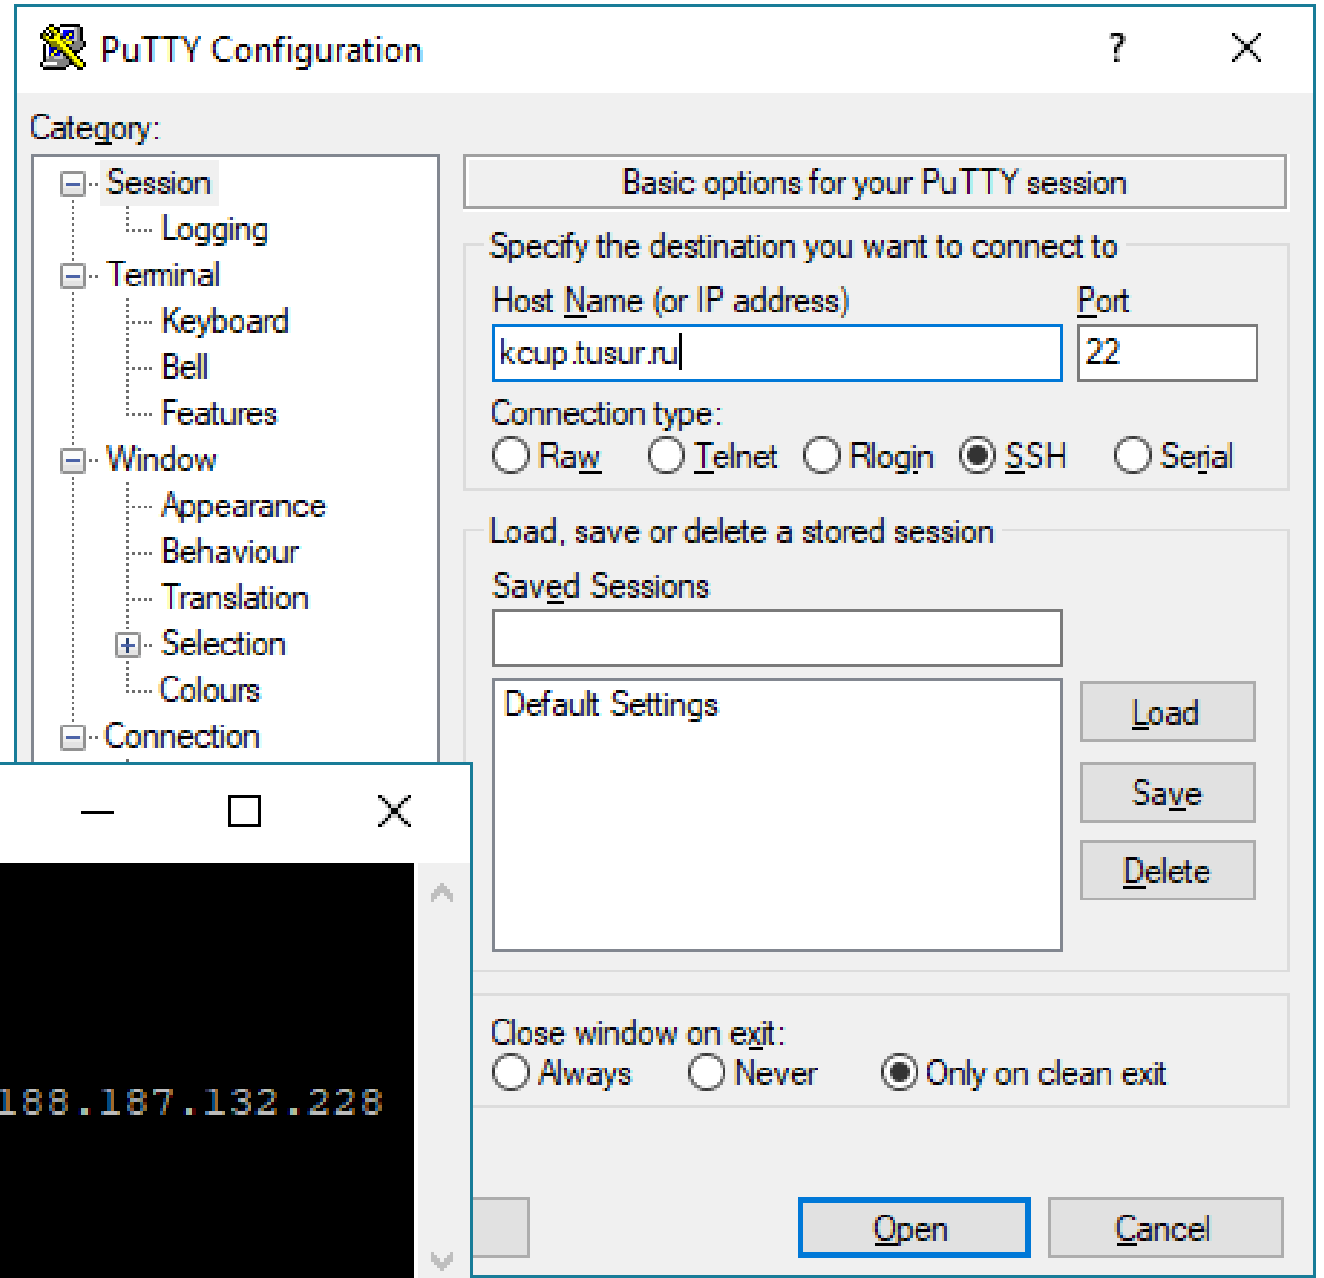 PuTTY Configuration
?
Category:
Session
Logging
Terminal
Keyboard
Bell
Features
Window
Appearance
Behaviour
Translation
Selection
Colours
Connection
Basic options for your PuTTY session
Specify the destination you want to connect to
Host Name (or IP address) Port
kcup.tusur.ru 22
Connection type:
Raw Telnet Rlogin SSH Serial
Load, save or delete a stored session
Saved Sessions
Default Settings
Load
Save
Delete
Close window on exit:
Always Never Only on clean exit
Open Cancel
188.187.132.228